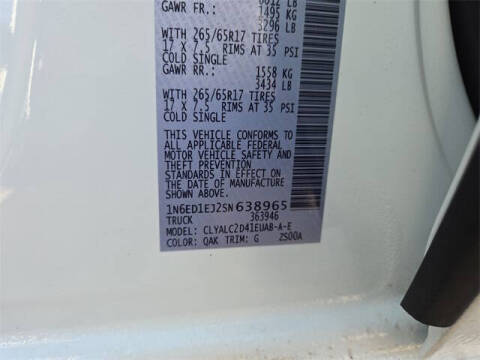 GAWR FR.:
1495 KG
3296 LB
WITH 265/65R17 TIRES
17 X 7.5 RIMS AT 35 PSI
COLD SINGLE
GAWR RR.: 1558 KG
3434 LB
WITH 265/65R17 TIRES
17 X 7.5 RIMS AT 35 PSI
COLD SINGLE
THIS VEHICLE CONFORMS TO
ALL APPLICABLE FEDERAL
MOTOR VEHICLE SAFETY AND
THEFT PREVENTION
STANDARDS IN EFFECT ON
THE DATE OF MANUFACTURE
SHOWN ABOVE.
1N6ED1EJ2SN638965
TRUCK 363946
MODEL: CLYALC2D41EUAB-A-E
COLOR: QAK TRIM: G 2S00A